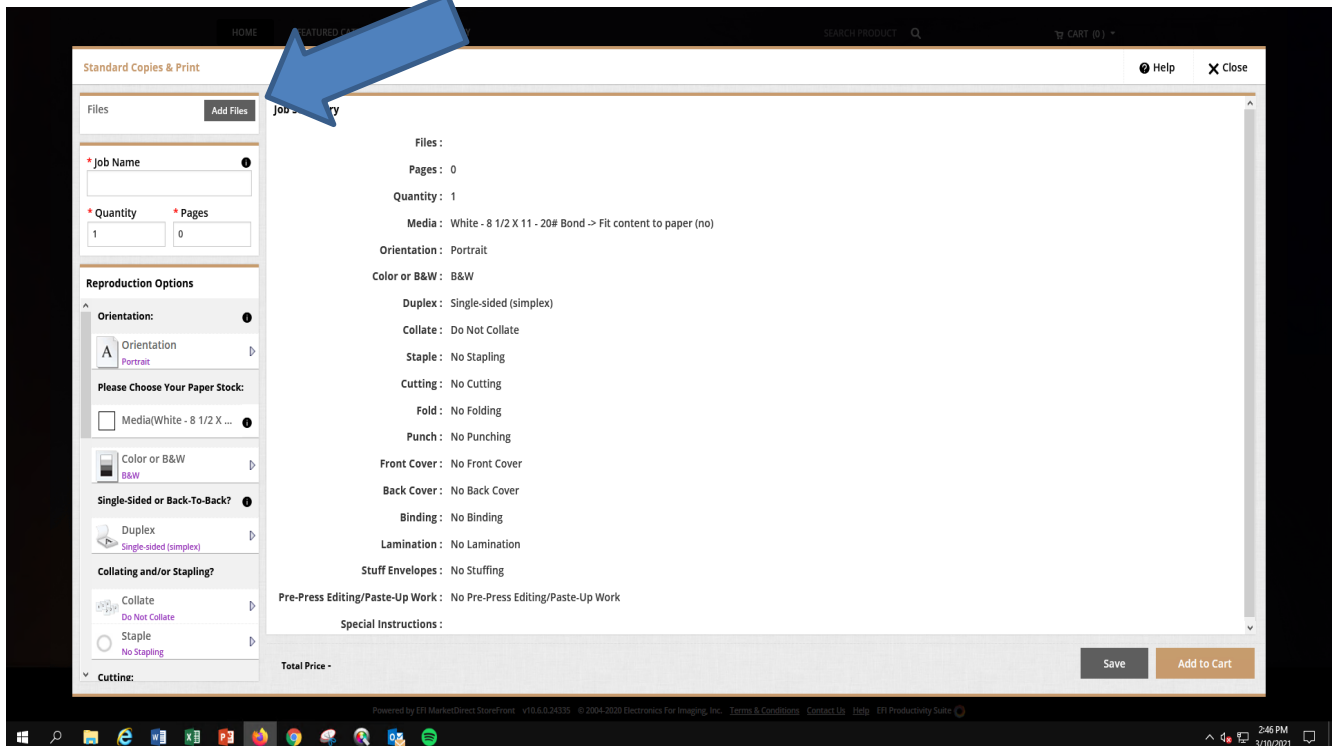 HOME FEATURED
SEARCH PRODUCT CART (0)
Standard Copies & Print
Help Close
Files Add Files
* Job Name
* Quantity * Pages
1 0
Reproduction Options
Orientation:
A Orientation
Portrait
Please Choose Your Paper Stock:
Media(White - 8 1/2 X ...
Color or B&W
B&W
Single-Sided or Back-To-Back?
Duplex
Single-sided (simplex)
Collating and/or Stapling?
Collate
Do Not Collate
Staple
No Stapling
Cutting:
Files :
Pages : 0
Quantity : 1
Media : White - 8 1/2 X 11 - 20# Bond -> Fit content to paper (no)
Orientation : Portrait
Color or B&W : B&W
Duplex : Single-sided (simplex)
Collate : Do Not Collate
Staple : No Stapling
Cutting : No Cutting
Fold : No Folding
Punch : No Punching
Front Cover : No Front Cover
Back Cover : No Back Cover
Binding : No Binding
Lamination : No Lamination
Stuff Envelopes : No Stuffing
Pre-Press Editing/Paste-Up Work : No Pre-Press Editing/Paste-Up Work
Special Instructions :
Total Price -
Save Add to Cart
Powered by EFI MarketDirect StoreFront v10.6.0.24335 © 2004-2020 Electronics For Imaging, Inc. Terms & Conditions Contact Us Help EFI Productivity Suite
2:46 PM
3/10/2021